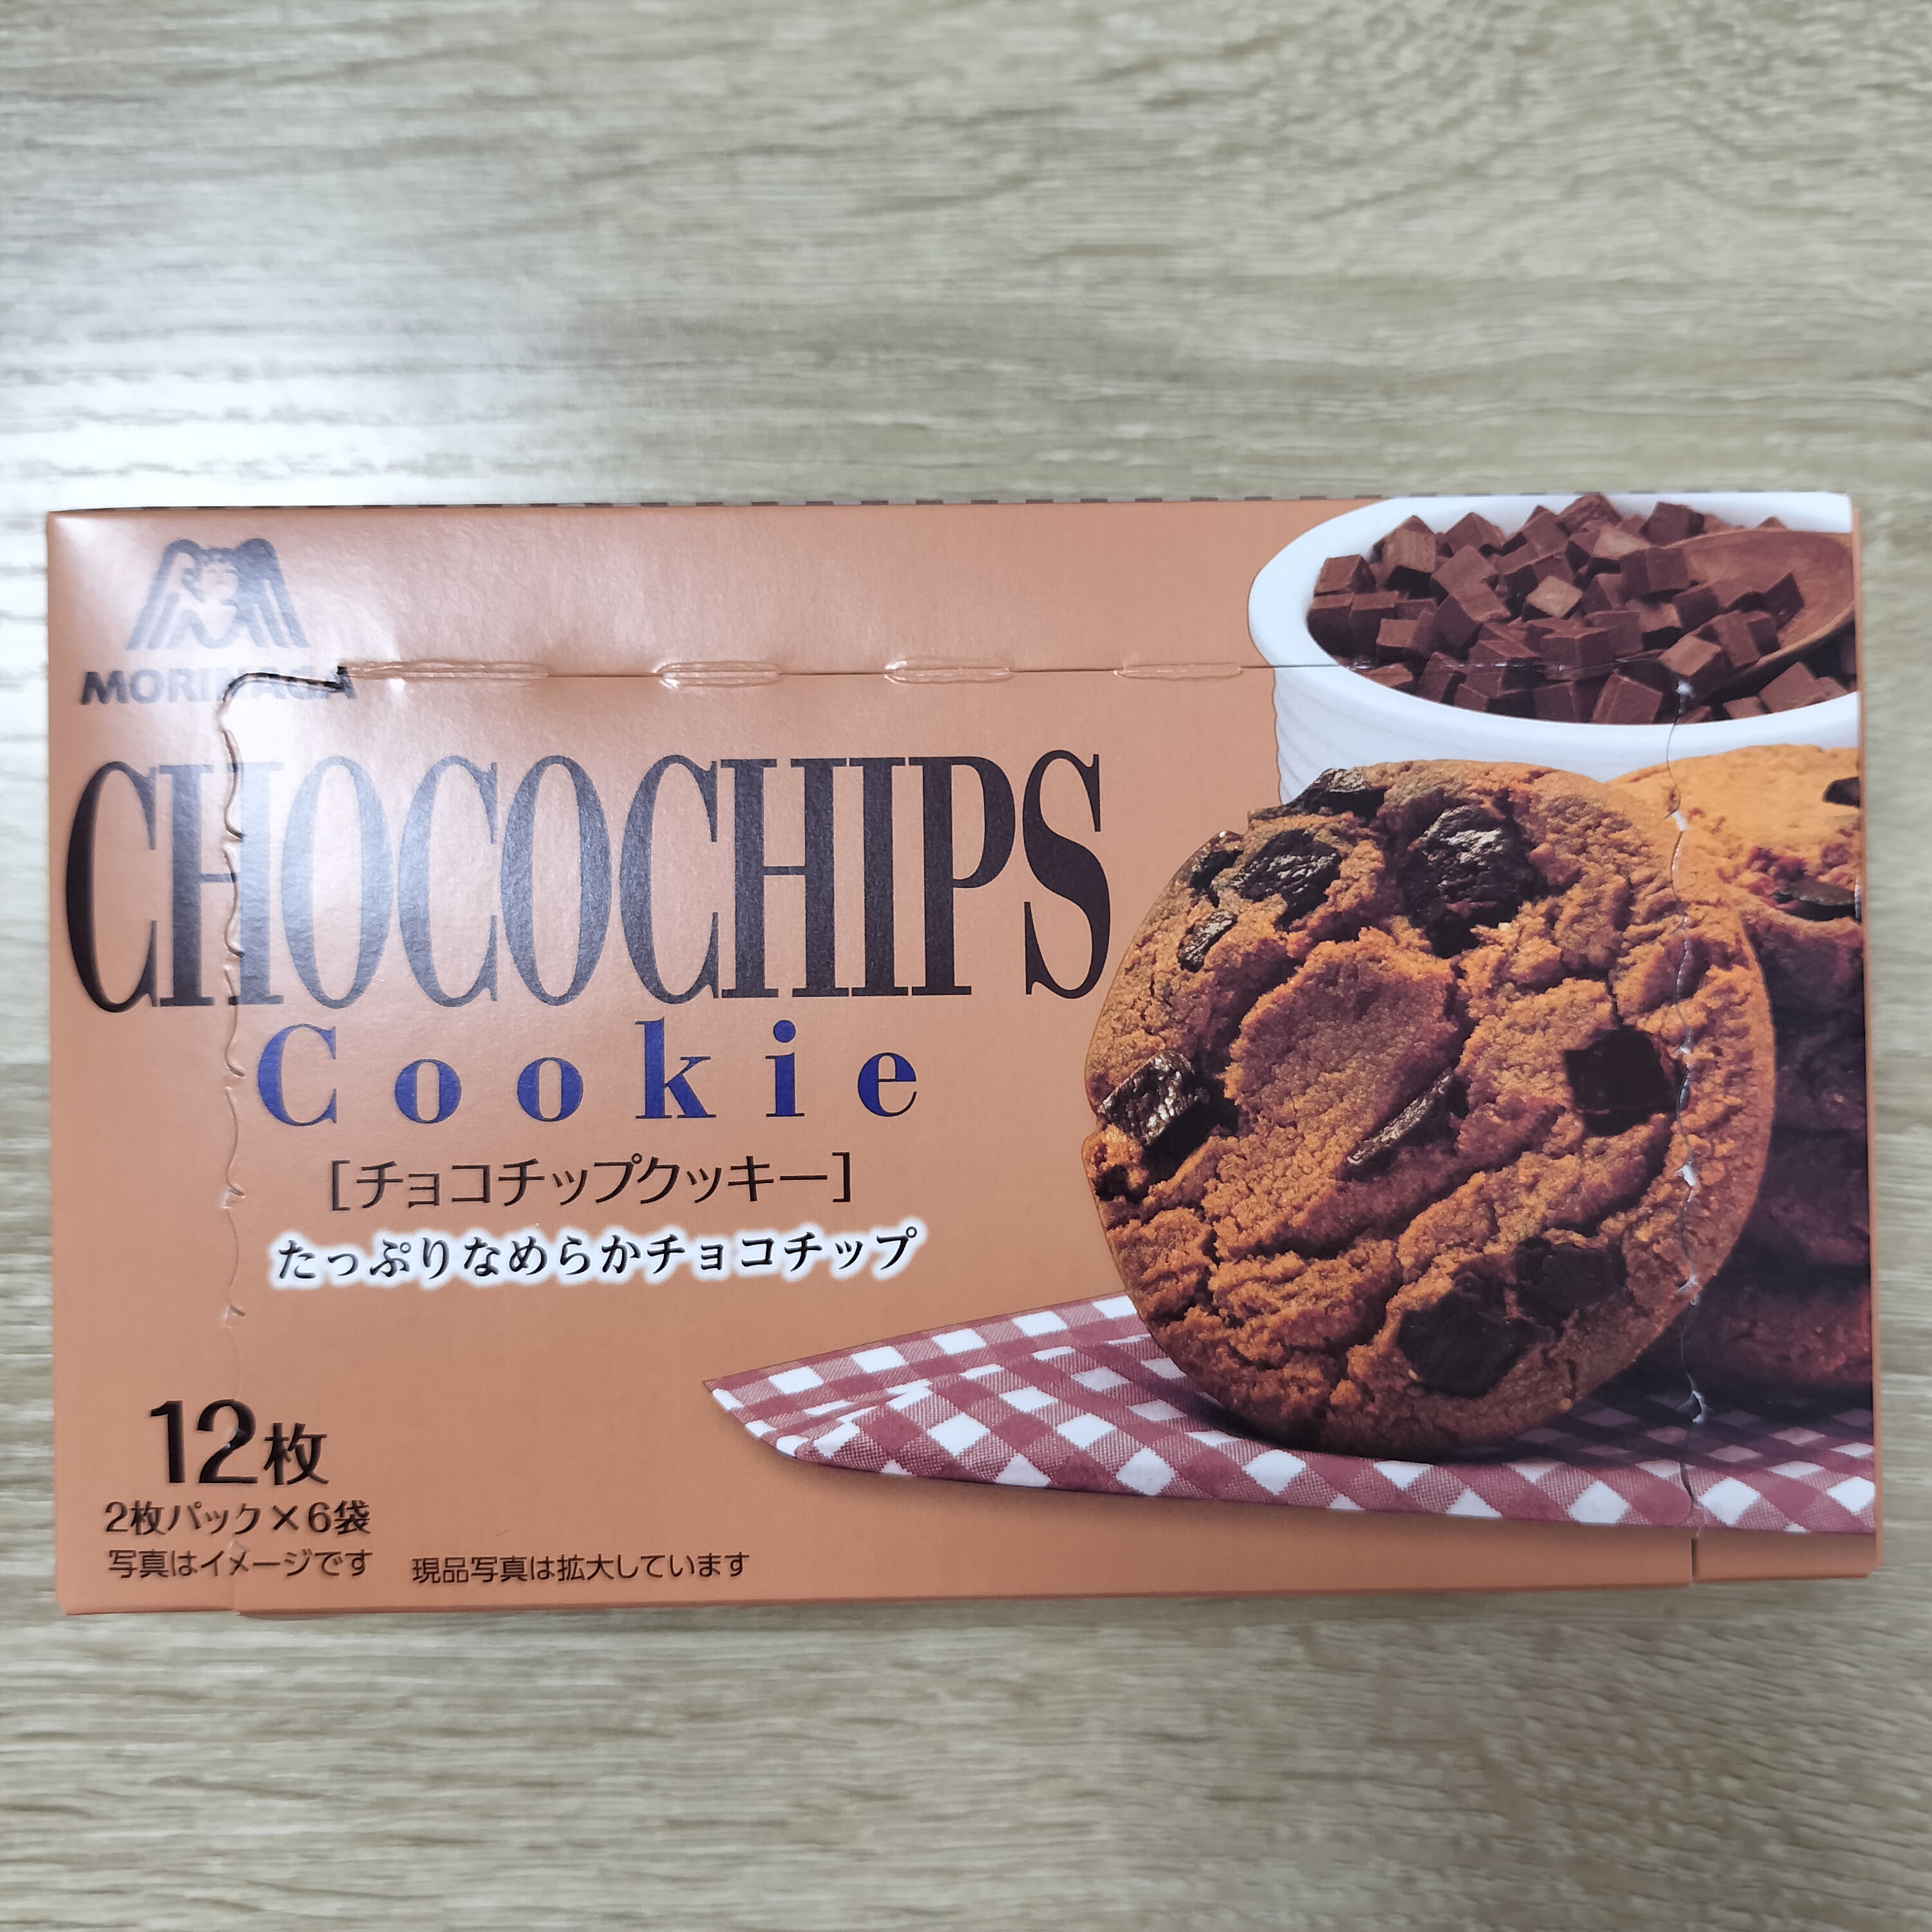 MORINAGA
CHOCOCHIPS
Cookie
[チョコチップクッキー]
たっぷりなめらかチョコチップ
12枚
2枚パック×6袋
写真はイメージです 現品写真は拡大しています